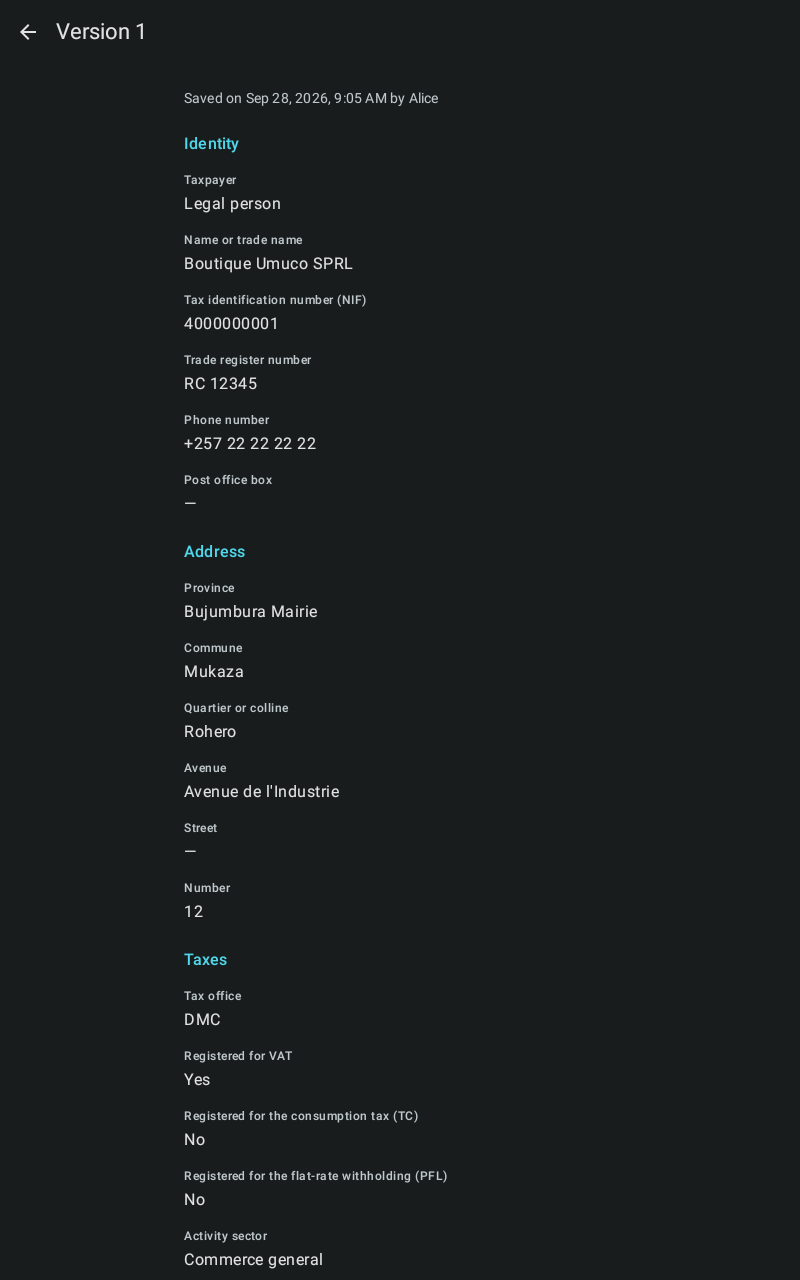 Version 1
Saved on Sep 28, 2026, 9:05 AM by Alice
Identity
Taxpayer
Legal person
Name or trade name
Boutique Umuco SPRL
Tax identification number (NIF)
4000000001
Trade register number
RC 12345
Phone number
+257 22 22 22 22
Post office box
—
Address
Province
Bujumbura Mairie
Commune
Mukaza
Quartier or colline
Rohero
Avenue
Avenue de l'Industrie
Street
—
Number
12
Taxes
Tax office
DMC
Registered for VAT
Yes
Registered for the consumption tax (TC)
No
Registered for the flat-rate withholding (PFL)
No
Activity sector
Commerce general